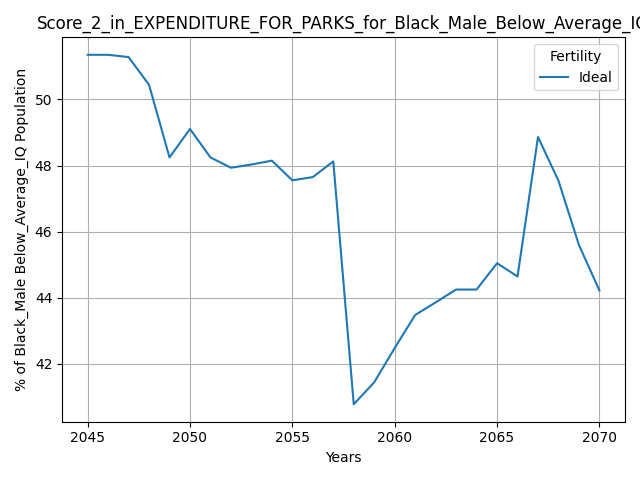 Score_2_in_EXPENDITURE_FOR_PARKS_for_Black_Male_Below_Average_IQ
Fertility
Ideal
% of Black_Male Below_Average_IQ Population
50
48
46
44
42
2045 2050 2055 2060 2065 2070
Years